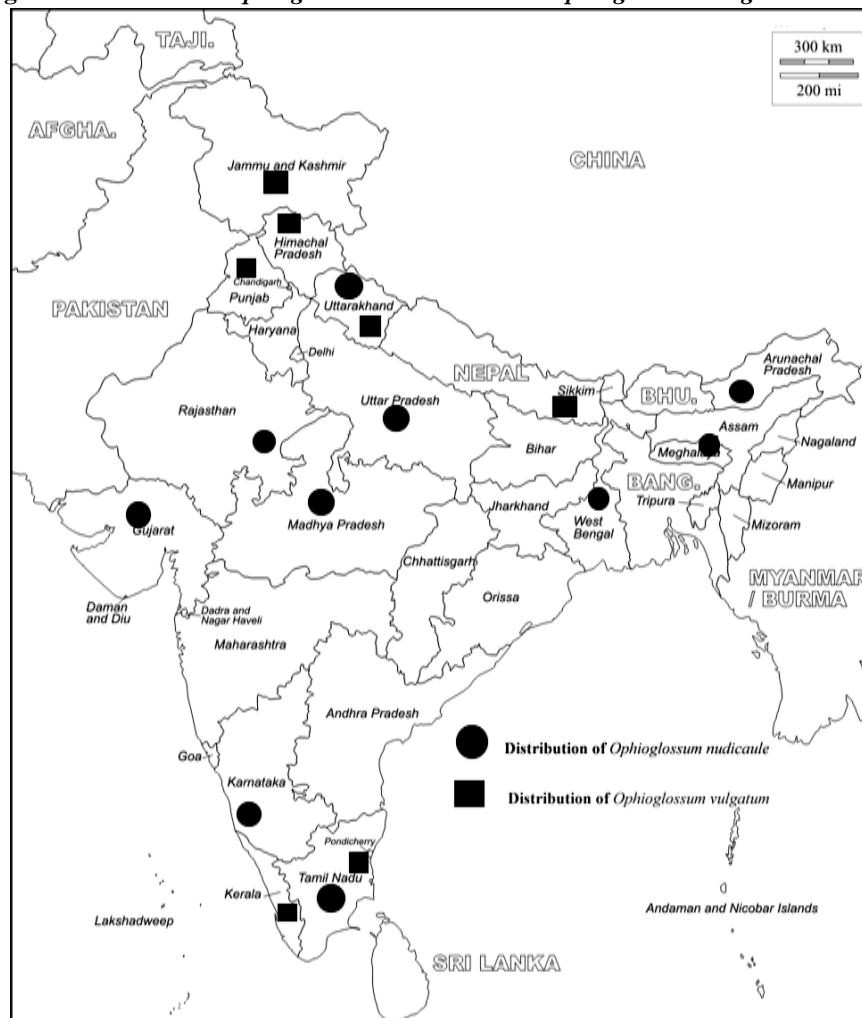 TAJI.
300 km
200 mi
AFGHA.
CHINA
Jammu and Kashmir
Himachal
Pradesh
Chandigarh
Punjab
PAKISTAN
Uttarakhand
Haryana
Delhi
NEPAL
Sikkim
BHU.
Arunachal
Pradesh
Rajasthan
Uttar Pradesh
Assam
Nagaland
Bihar
BANG.
Manipur
Gujarat
Madhya Pradesh
Jharkhand
West
Bengal
Tripura
Mizoram
Chhattisgarh
MYANMAR
/ BURMA
Daman
and Diu
Dadra and
Nagar Haveli
Orissa
Maharashtra
Andhra Pradesh
Goa
Distribution of Ophioglossum nudicaule
Karnataka
Distribution of Ophioglossum vulgatum
Pondicherry
Tamil Nadu
Kerala
Lakshadweep
Andaman and Nicobar Islands
SRI LANKA